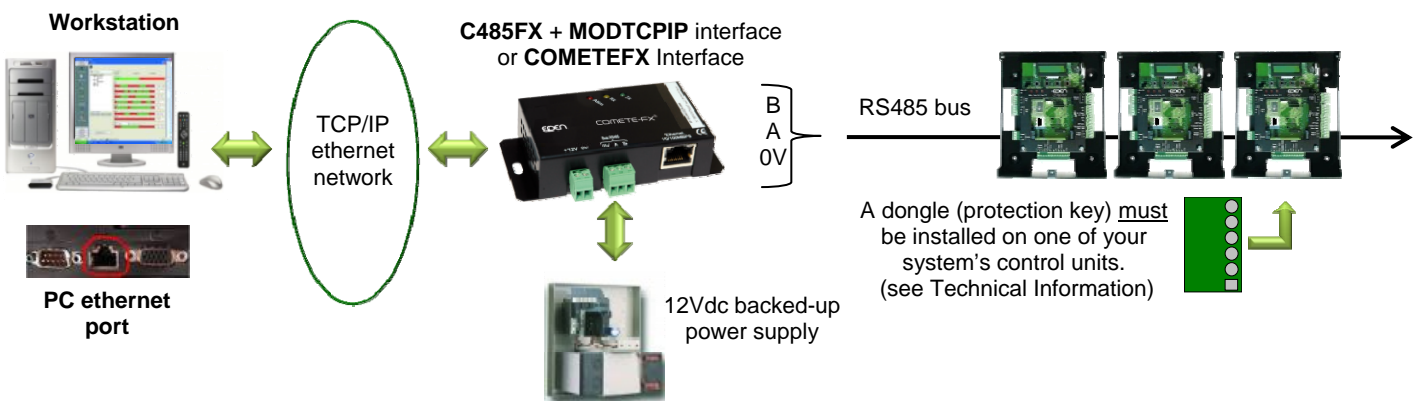 Workstation
C485FX + MODTCPIP interface
or COMETEFX Interface
TCP/IP
ethernet
network
EDEN
COMETE-FX
B
A
0V
RS485 bus
PC ethernet
port
12Vdc backed-up
power supply
A dongle (protection key) must
be installed on one of your
system's control units.
(see Technical Information)